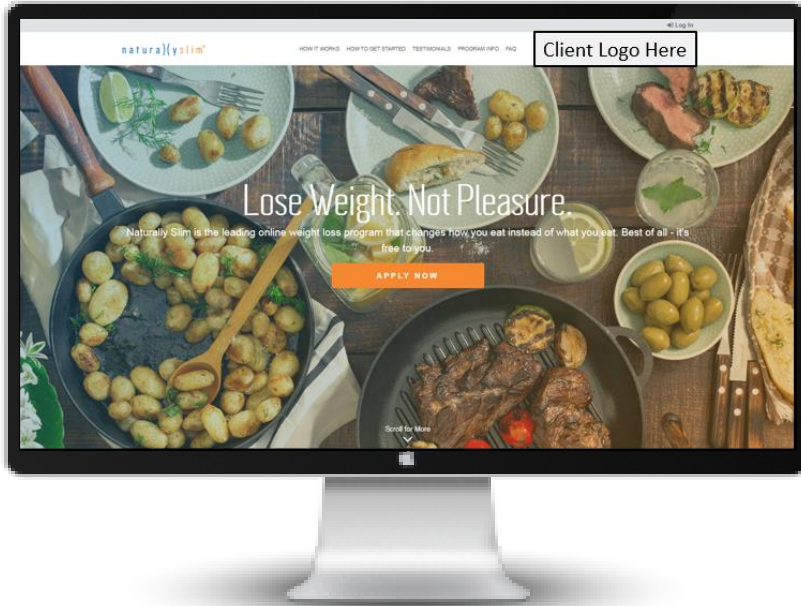 Log In
natura)(yslim®
HOW IT WORKS HOW TO GET STARTED TESTIMONIALS PROGRAM INFO FAQ
Client Logo Here
Lose Weight. Not Pleasure.
Naturally Slim is the leading online weight loss program that changes how you eat instead of what you eat. Best of all - it's
free to you.
APPLY NOW
Scroll for More